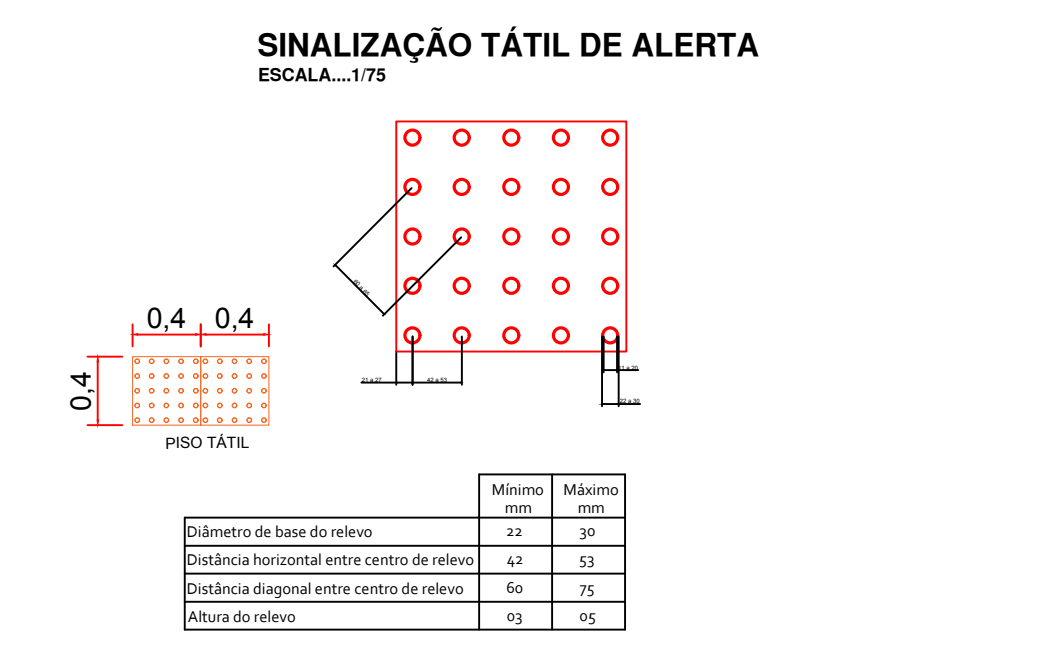 SINALIZAÇÃO TÁTIL DE ALERTA
ESCALA....1/75
21 a 27
42 a 53
11 a 20
22 a 30
0,4
0,4
0,4
PISO TÁTIL
Mínimo mm
Máximo mm
Diâmetro de base do relevo 22 30
Distância horizontal entre centro de relevo 42 53
Distância diagonal entre centro de relevo 60 75
Altura do relevo 03 05